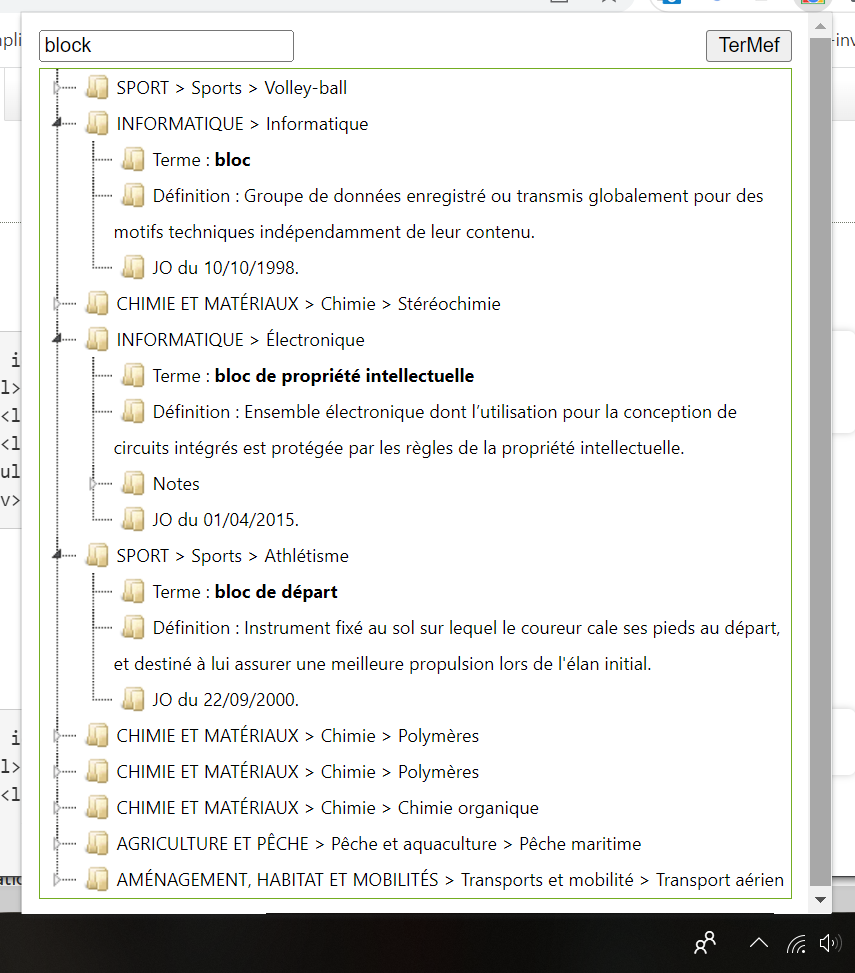 block
TerMef
SPORT > Sports > Volley-ball
INFORMATIQUE > Informatique
Terme : bloc
Définition : Groupe de données enregistré ou transmis globalement pour des
motifs techniques indépendamment de leur contenu.
JO du 10/10/1998.
CHIMIE ET MATÉRIAUX > Chimie > Stéréochimie
INFORMATIQUE > Électronique
Terme : bloc de propriété intellectuelle
Définition : Ensemble électronique dont l’utilisation pour la conception de
circuits intégrés est protégée par les règles de la propriété intellectuelle.
Notes
JO du 01/04/2015.
SPORT > Sports > Athlétisme
Terme : bloc de départ
Définition : Instrument fixé au sol sur lequel le coureur cale ses pieds au départ,
et destiné à lui assurer une meilleure propulsion lors de l'élan initial.
JO du 22/09/2000.
CHIMIE ET MATÉRIAUX > Chimie > Polymères
CHIMIE ET MATÉRIAUX > Chimie > Polymères
CHIMIE ET MATÉRIAUX > Chimie > Chimie organique
AGRICULTURE ET PÊCHE > Pêche et aquaculture > Pêche maritime
AMÉNAGEMENT, HABITAT ET MOBILITÉS > Transports et mobilité > Transport aérien